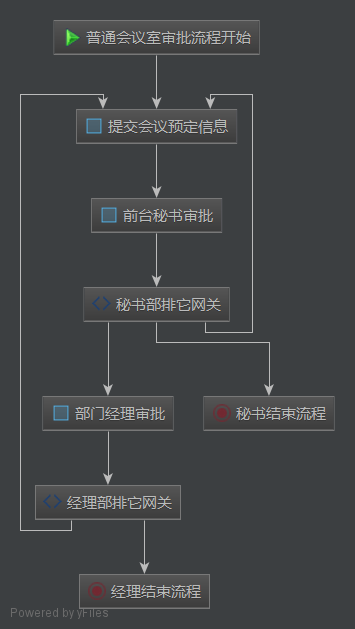 普通会议室审批流程开始
提交会议预定信息
前台秘书审批
秘书部排它网关
部门经理审批
秘书结束流程
经理部排它网关
经理结束流程
Powered by yFiles